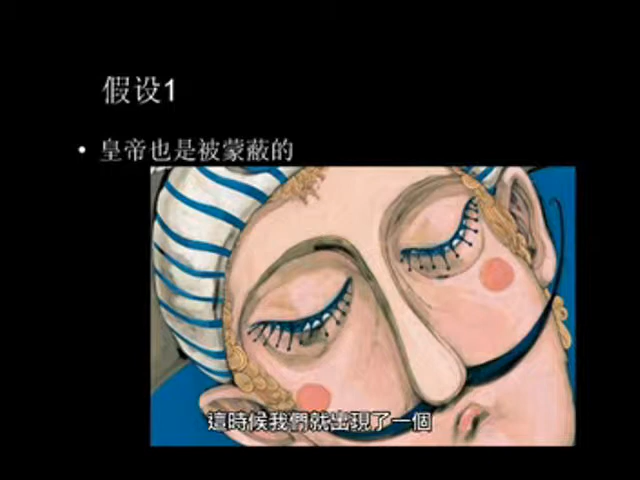 假设1
• 皇帝也是被蒙蔽的
這時候我們就出現了一個